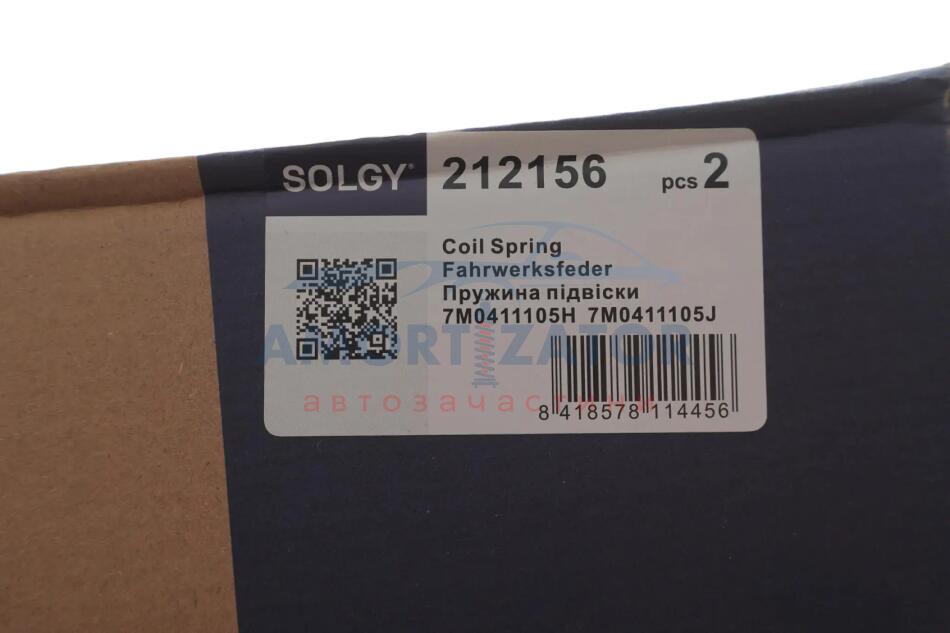 SOLGY® 212156 pcs 2
Coil Spring
Fahrwerksfeder
Пружина підвіски
7M0411105H 7M0411105J
AMORTIZATOR
автозапчастини
8 418578 114456